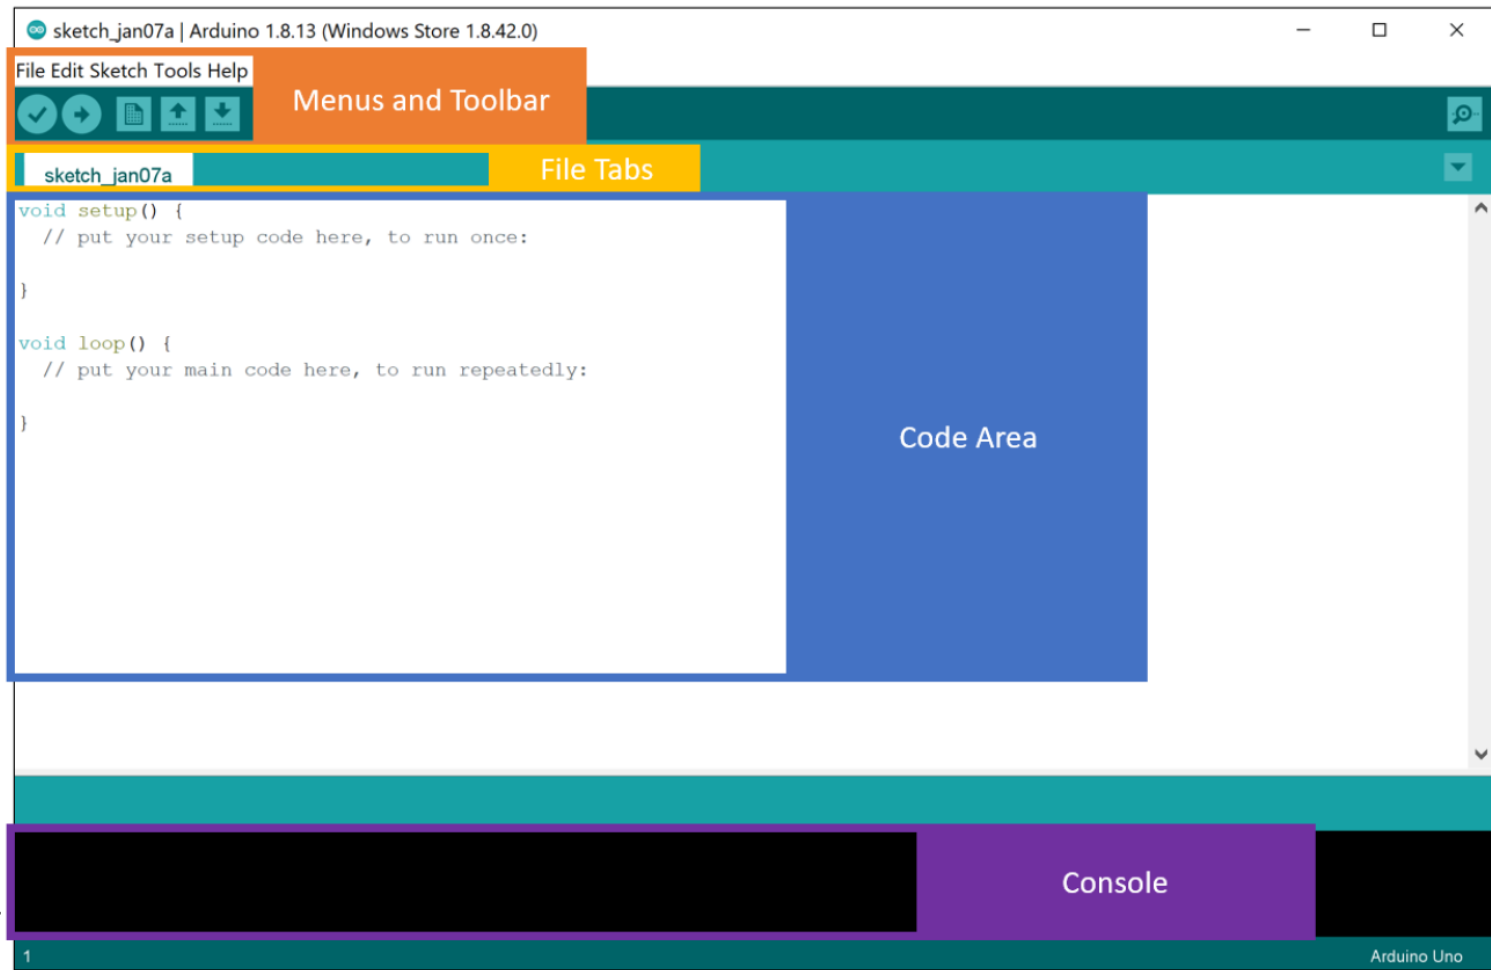 sketch_jan07a | Arduino 1.8.13 (Windows Store 1.8.42.0)
File Edit Sketch Tools Help
Menus and Toolbar
sketch_jan07a
File Tabs
void setup() {
  // put your setup code here, to run once:
}
void loop() {
  // put your main code here, to run repeatedly:
}
Code Area
Console
1
Arduino Uno